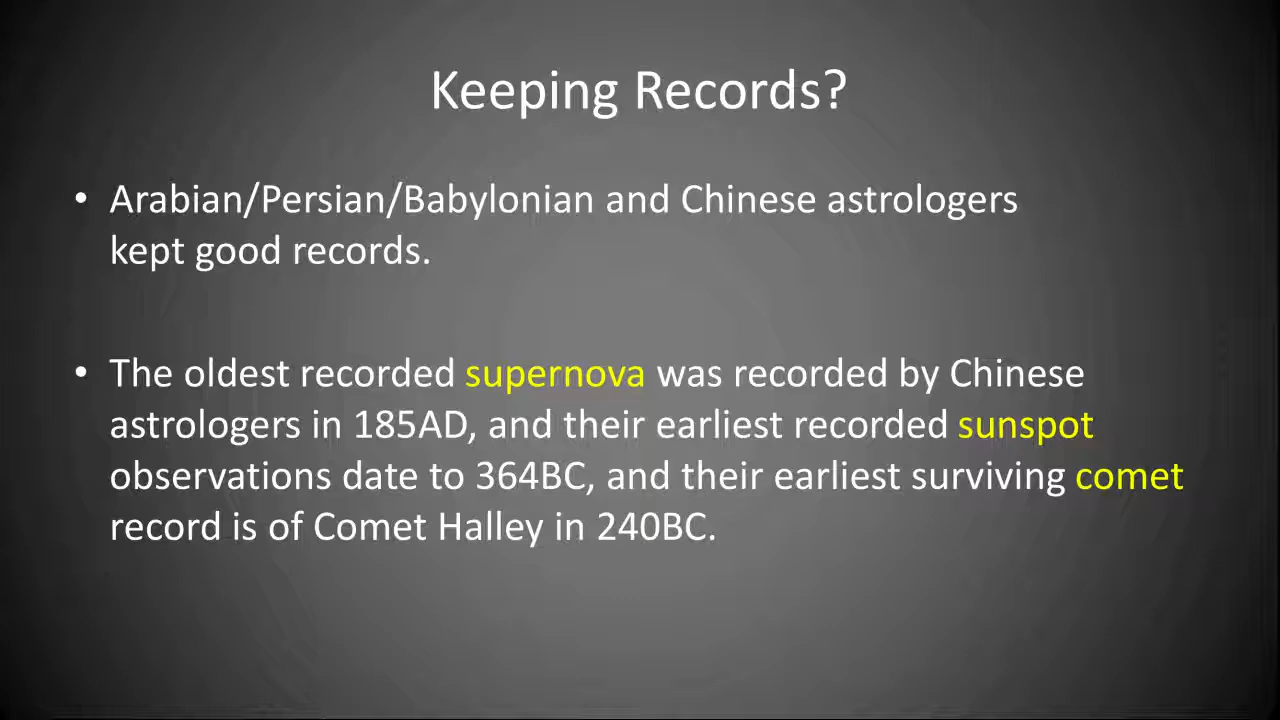 Keeping Records?
• Arabian/Persian/Babylonian and Chinese astrologers
kept good records.
• The oldest recorded supernova was recorded by Chinese
astrologers in 185AD, and their earliest recorded sunspot
observations date to 364BC, and their earliest surviving comet
record is of Comet Halley in 240BC.